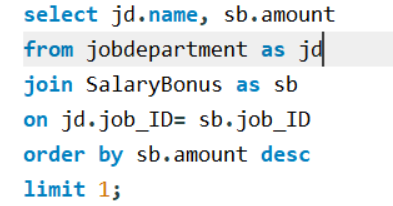 select jd.name, sb.amount
from jobdepartment as jd
join SalaryBonus as sb
on jd.job_ID= sb.job_ID
order by sb.amount desc
limit 1;